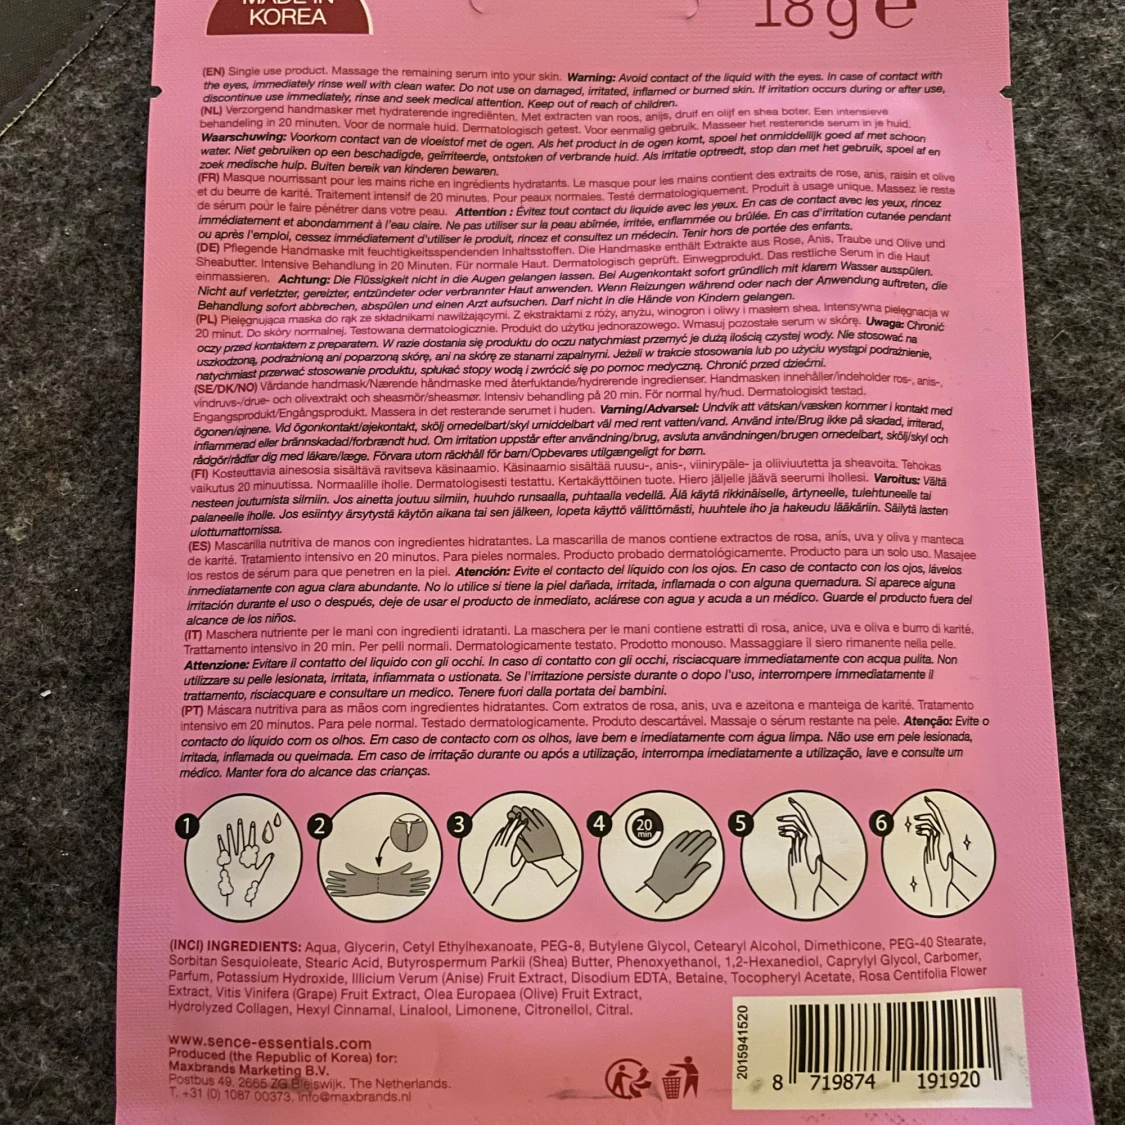 MADE IN
KOREA
18 g e
(EN) Single use product. Massage the remaining serum into your skin. Warning: Avoid contact of the liquid with the eyes. In case of contact with
the eyes, immediately rinse well with clean water. Do not use on damaged, irritated, inflamed or burned skin. If irritation occurs during or after use,
discontinue use immediately, rinse and seek medical attention. Keep out of reach of children.
(NL) Verzorgend handmasker met hydraterende ingrediënten. Met extracten van roos, anijs, druif en olijf en shea boter. Een intensieve
behandeling in 20 minuten. Voor de normale huid. Dermatologisch getest. Voor eenmalig gebruik. Masseer het resterende serum in je huid.
Waarschuwing: Voorkom contact van de vloeistof met de ogen. Als het product in de ogen komt, spoel het onmiddellijk goed af met schoon
water. Niet gebruiken op een beschadigde, geïrriteerde, ontstoken of verbrande huid. Als irritatie optreedt, stop dan met het gebruik, spoel af en
zoek medische hulp. Buiten bereik van kinderen bewaren.
(FR) Masque nourrissant pour les mains riche en ingrédients hydratants. Le masque pour les mains contient des extraits de rose, anis, raisin et olive
et du beurre de karité. Traitement intensif de 20 minutes. Pour peaux normales. Testé dermatologiquement. Produit à usage unique. Massez le reste
de sérum pour le faire pénétrer dans votre peau. Attention : Évitez tout contact du liquide avec les yeux. En cas de contact avec les yeux, rincez
immédiatement et abondamment à l'eau claire. Ne pas utiliser sur la peau abîmée, irritée, enflammée ou brûlée. En cas d'irritation cutanée pendant
ou après l'emploi, cessez immédiatement d'utiliser le produit, rincez et consultez un médecin. Tenir hors de portée des enfants.
(DE) Pflegende Handmaske mit feuchtigkeitsspendenden Inhaltsstoffen. Die Handmaske enthält Extrakte aus Rose, Anis, Traube und Olive und
Sheabutter. Intensive Behandlung in 20 Minuten. Für normale Haut. Dermatologisch geprüft. Einwegprodukt. Das restliche Serum in die Haut
einmassieren. Achtung: Die Flüssigkeit nicht in die Augen gelangen lassen. Bei Augenkontakt sofort gründlich mit klarem Wasser ausspülen.
Nicht auf verletzter, gereizter, entzündeter oder verbrannter Haut anwenden. Wenn Reizungen während oder nach der Anwendung auftreten, die
Behandlung sofort abbrechen, abspülen und einen Arzt aufsuchen. Darf nicht in die Hände von Kindern gelangen.
(PL) Pielęgnująca maska do rąk ze składnikami nawilżającymi. Z ekstraktami z róży, anyżu, winogron i oliwy i masłem shea. Intensywna pielęgnacja w
20 minut. Do skóry normalnej. Testowana dermatologicznie. Produkt do użytku jednorazowego. Wmasuj pozostałe serum w skórę. Uwaga: Chronić
oczy przed kontaktem z preparatem. W razie dostania się produktu do oczu natychmiast przemyć je dużą ilością czystej wody. Nie stosować na
uszkodzoną, podrażnioną ani poparzoną skórę, ani na skórę ze stanami zapalnymi. Jeżeli w trakcie stosowania lub po użyciu wystąpi podrażnienie,
natychmiast przerwać stosowanie produktu, spłukać stopy wodą i zwrócić się po pomoc medyczną. Chronić przed dziećmi.
(SE/DK/NO) Vårdande handmask/Nærende håndmaske med återfuktande/hydrerende ingredienser. Handmasken innehåller/indeholder ros-, anis-,
vindruvs-/drue- och olivextrakt och sheasmör/sheasmør. Intensiv behandling på 20 min. För normal hy/hud. Dermatologiskt testad.
Engangsprodukt/Engångsprodukt. Massera in det resterande serumet i huden. Varning/Advarsel: Undvik att vätskan/væsken kommer i kontakt med
ögonen/øjnene. Vid ögonkontakt/øjekontakt, skölj omedelbart/skyl umiddelbart väl med rent vatten/vand. Använd inte/Brug ikke på skadad, irriterad,
inflammerad eller brännskadad/forbrændt hud. Om irritation uppstår efter användning/brug, avsluta användningen/brugen omedelbart, skölj/skyl och
rådgör/rådfør dig med läkare/læge. Förvara utom räckhåll för barn/Opbevares utilgængeligt for børn.
(FI) Kosteuttavia ainesosia sisältävä ravitseva käsinaamio. Käsinaamio sisältää ruusu-, anis-, viinirypäle- ja oliiviuutetta ja sheavoita. Tehokas
vaikutus 20 minuutissa. Normaalille iholle. Dermatologisesti testattu. Kertakäyttöinen tuote. Hiero jäljelle jäävä seerumi ihollesi. Varoitus: Vältä
nesteen joutumista silmiin. Jos ainetta joutuu silmiin, huuhdo runsaalla, puhtaalla vedellä. Älä käytä rikkinäiselle, ärtyneelle, tulehtuneelle tai
palaneelle iholle. Jos esiintyy ärsytystä käytön aikana tai sen jälkeen, lopeta käyttö välittömästi, huuhtele iho ja hakeudu lääkäriin. Säilytä lasten
ulottumattomissa.
(ES) Mascarilla nutritiva de manos con ingredientes hidratantes. La mascarilla de manos contiene extractos de rosa, anís, uva y oliva y manteca
de karité. Tratamiento intensivo en 20 minutos. Para pieles normales. Producto probado dermatológicamente. Producto para un solo uso. Masajee
los restos de sérum para que penetren en la piel. Atención: Evite el contacto del líquido con los ojos. En caso de contacto con los ojos, lávelos
inmediatamente con agua clara abundante. No lo utilice si tiene la piel dañada, irritada, inflamada o con alguna quemadura. Si aparece alguna
irritación durante el uso o después, deje de usar el producto de inmediato, aclárese con agua y acuda a un médico. Guarde el producto fuera del
alcance de los niños.
(IT) Maschera nutriente per le mani con ingredienti idratanti. La maschera per le mani contiene estratti di rosa, anice, uva e oliva e burro di karité.
Trattamento intensivo in 20 min. Per pelli normali. Dermatologicamente testato. Prodotto monouso. Massaggiare il siero rimanente nella pelle.
Attenzione: Evitare il contatto del liquido con gli occhi. In caso di contatto con gli occhi, risciacquare immediatamente con acqua pulita. Non
utilizzare su pelle lesionata, irritata, infiammata o ustionata. Se l'irritazione persiste durante o dopo l'uso, interrompere immediatamente il
trattamento, risciacquare e consultare un medico. Tenere fuori dalla portata dei bambini.
(PT) Máscara nutritiva para as mãos com ingredientes hidratantes. Com extratos de rosa, anis, uva e azeitona e manteiga de karité. Tratamento
intensivo em 20 minutos. Para pele normal. Testado dermatologicamente. Produto descartável. Massaje o sérum restante na pele. Atenção: Evite o
contacto do líquido com os olhos. Em caso de contacto com os olhos, lave bem e imediatamente com água limpa. Não use em pele lesionada,
irritada, inflamada ou queimada. Em caso de irritação durante ou após a utilização, interrompa imediatamente a utilização, lave e consulte um
médico. Manter fora do alcance das crianças.
1 2 3 4 20 min 5 6
(INCI) INGREDIENTS: Aqua, Glycerin, Cetyl Ethylhexanoate, PEG-8, Butylene Glycol, Cetearyl Alcohol, Dimethicone, PEG-40 Stearate,
Sorbitan Sesquioleate, Stearic Acid, Butyrospermum Parkii (Shea) Butter, Phenoxyethanol, 1,2-Hexanediol, Caprylyl Glycol, Carbomer,
Parfum, Potassium Hydroxide, Illicium Verum (Anise) Fruit Extract, Disodium EDTA, Betaine, Tocopheryl Acetate, Rosa Centifolia Flower
Extract, Vitis Vinifera (Grape) Fruit Extract, Olea Europaea (Olive) Fruit Extract,
Hydrolyzed Collagen, Hexyl Cinnamal, Linalool, Limonene, Citronellol, Citral.
www.sence-essentials.com
Produced (the Republic of Korea) for:
Maxbrands Marketing B.V.
Postbus 49, 2665 ZG Bleiswijk. The Netherlands.
T. +31 (0) 1087 00373. info@maxbrands.nl
2015941520
8 719874 191920